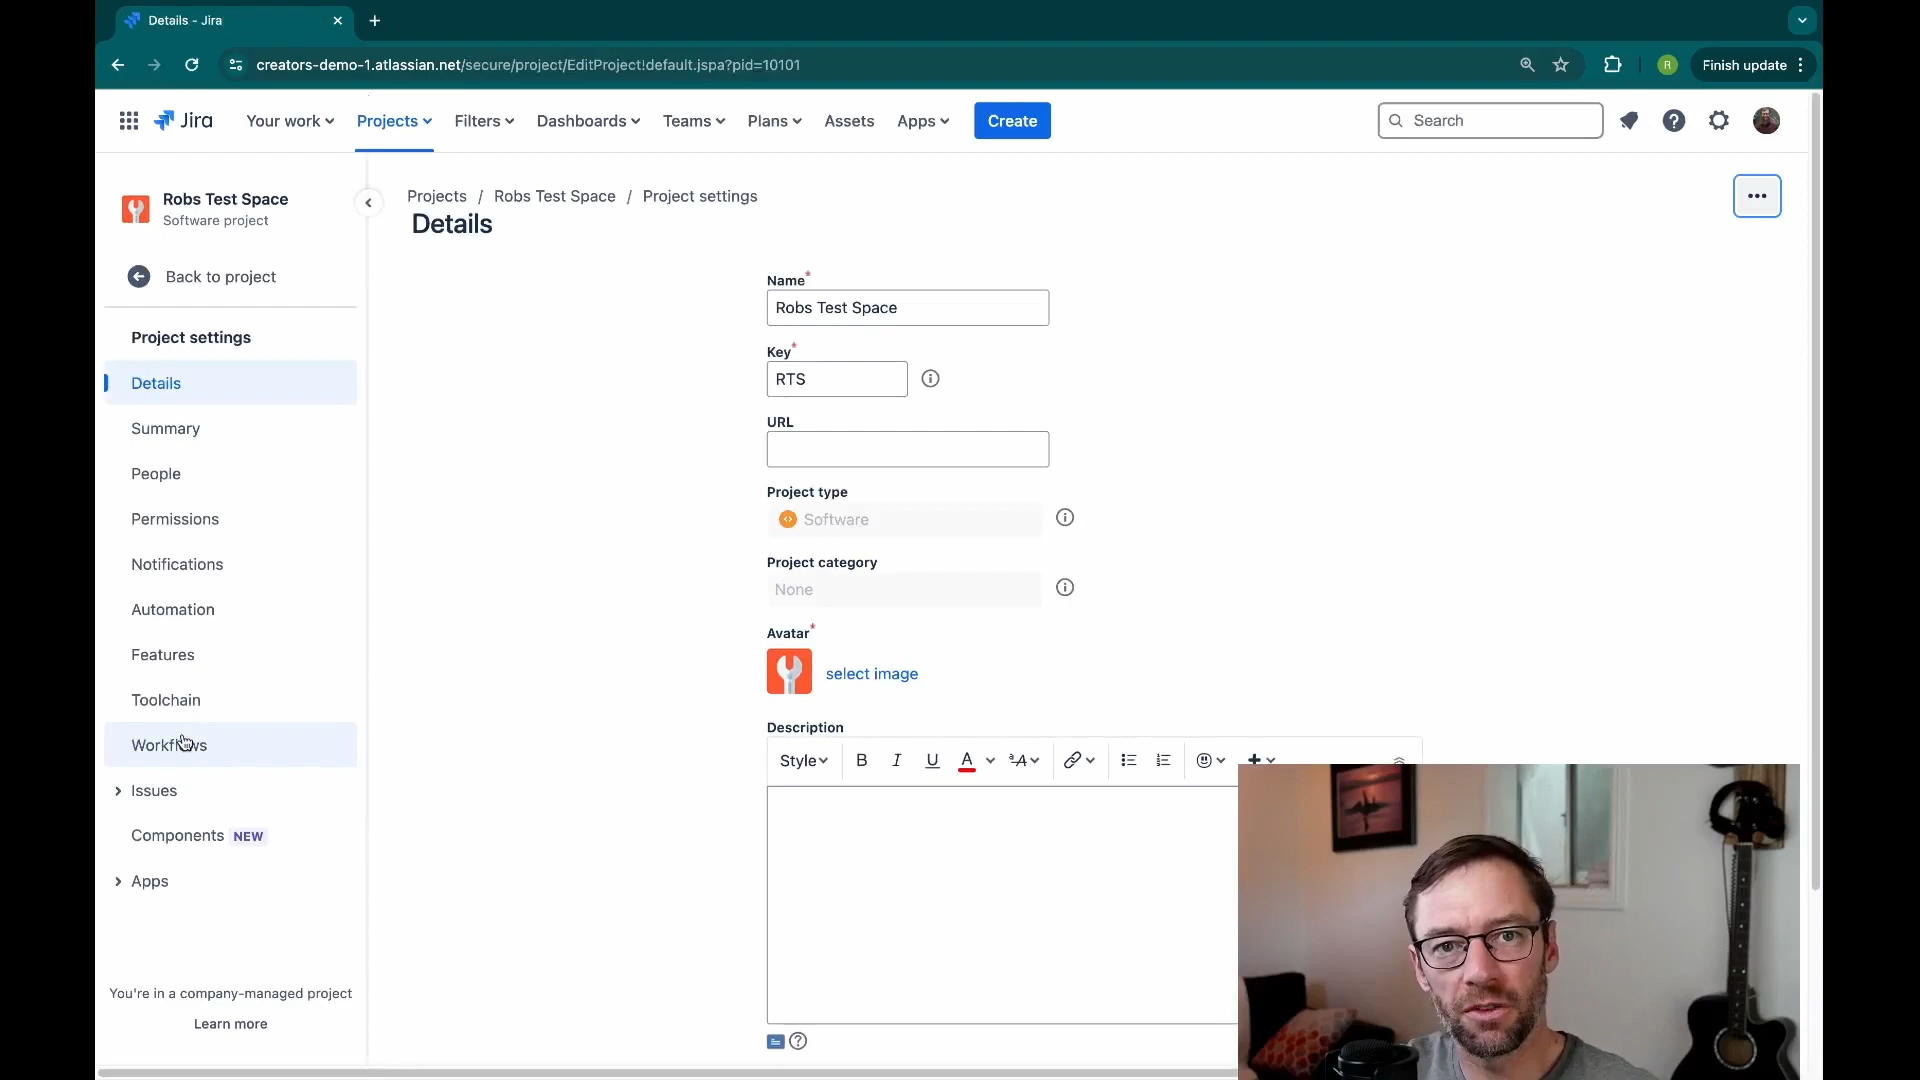 Details - Jira
creators-demo-1.atlassian.net/secure/project/EditProject!default.jspa?pid=10101
R
Finish update
Jira
Your work
Projects
Filters
Dashboards
Teams
Plans
Assets
Apps
Create
Search
Robs Test Space
Software project
Back to project
Project settings
Details
Summary
People
Permissions
Notifications
Automation
Features
Toolchain
Workflows
Issues
Components NEW
Apps
You're in a company-managed project
Learn more
Projects / Robs Test Space / Project settings
Details
Name*
Robs Test Space
Key*
RTS
URL
Project type
Software
Project category
None
Avatar*
select image
Description
Style
B I U A ªA